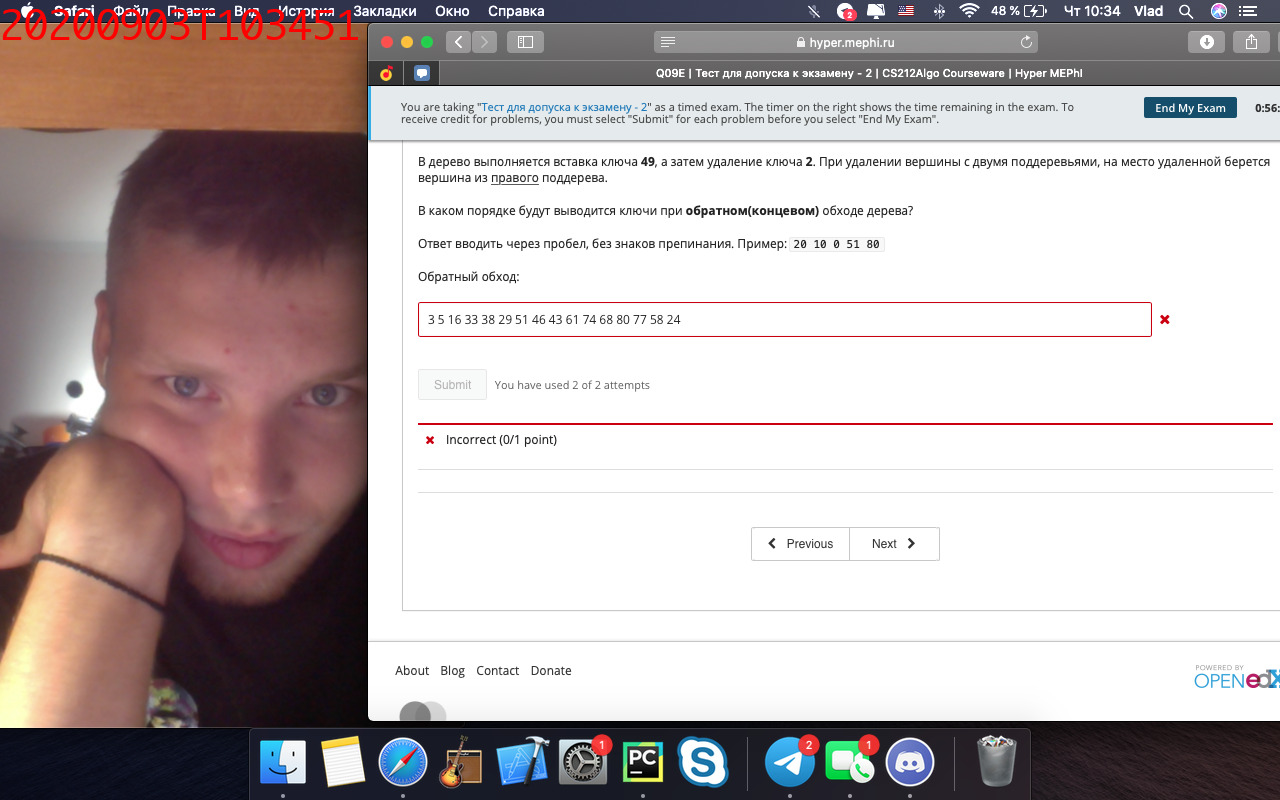 20200903T103451
Safari Файл Правка Вид История Закладки Окно Справка
2 48 % Чт 10:34 Vlad
hyper.mephi.ru
Q09E | Тест для допуска к экзамену - 2 | CS212Algo Courseware | Hyper MEPhI
You are taking "Тест для допуска к экзамену - 2" as a timed exam. The timer on the right shows the time remaining in the exam. To
receive credit for problems, you must select "Submit" for each problem before you select "End My Exam".
End My Exam
0:56:
В дерево выполняется вставка ключа 49, а затем удаление ключа 2. При удалении вершины с двумя поддеревьями, на место удаленной берется
вершина из правого поддерева.
В каком порядке будут выводится ключи при обратном(концевом) обходе дерева?
Ответ вводить через пробел, без знаков препинания. Пример: 20 10 0 51 80
Обратный обход:
3 5 16 33 38 29 51 46 43 61 74 68 80 77 58 24
Submit You have used 2 of 2 attempts
Incorrect (0/1 point)
Previous Next
About Blog Contact Donate
POWERED BY
OPEN edX
1 PC 2 1